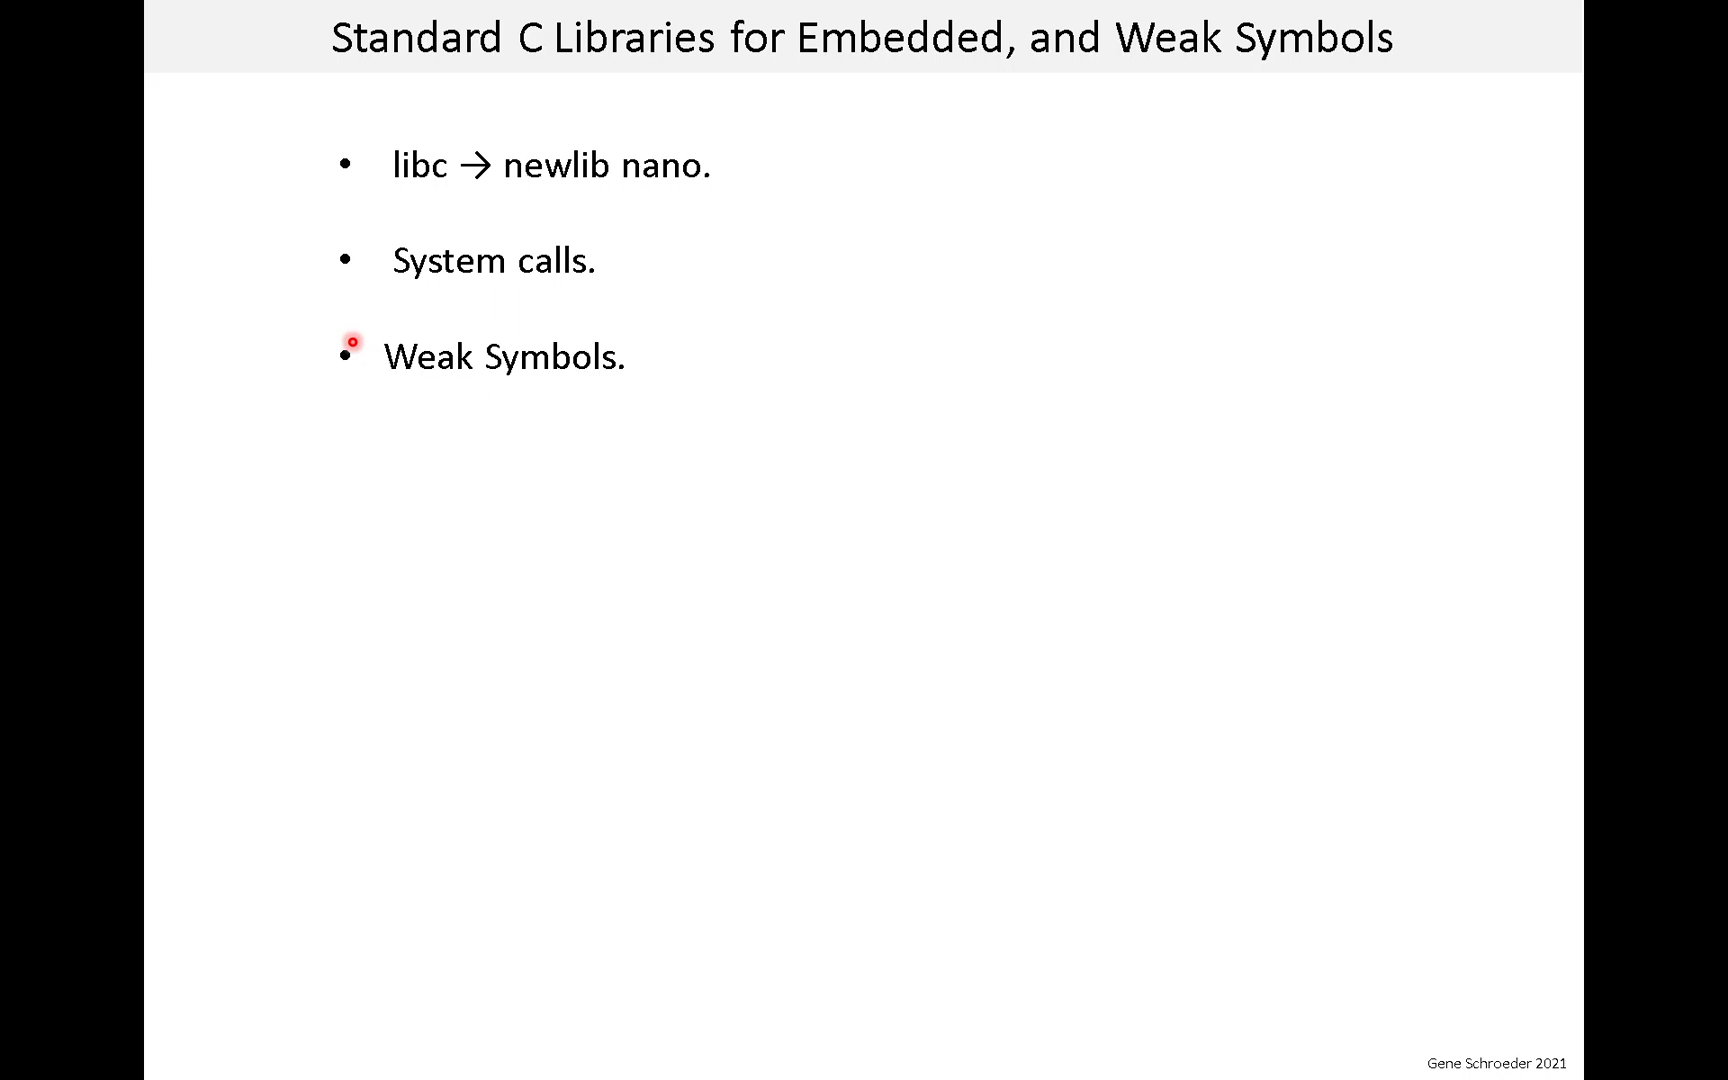 Standard C Libraries for Embedded, and Weak Symbols
• libc → newlib nano.
• System calls.
• Weak Symbols.
Gene Schroeder 2021